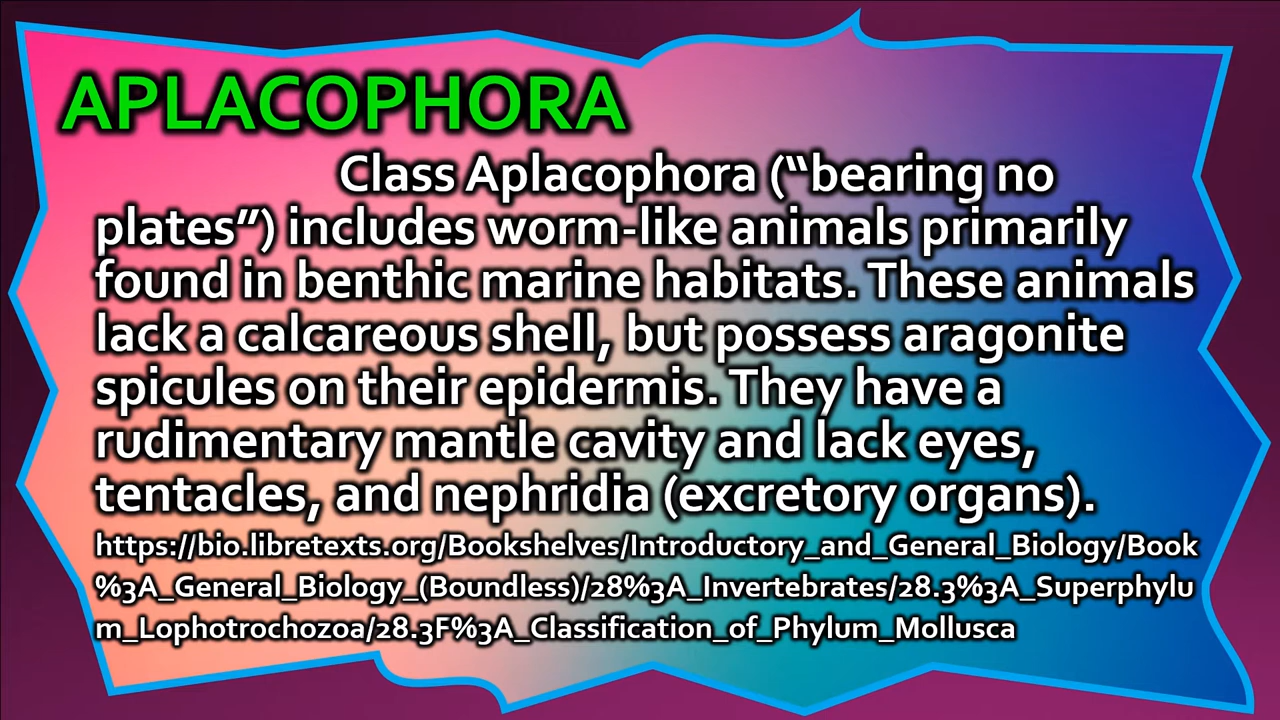 APLACOPHORA
Class Aplacophora (“bearing no
plates”) includes worm-like animals primarily
found in benthic marine habitats. These animals
lack a calcareous shell, but possess aragonite
spicules on their epidermis. They have a
rudimentary mantle cavity and lack eyes,
tentacles, and nephridia (excretory organs).
https://bio.libretexts.org/Bookshelves/Introductory_and_General_Biology/Book
%3A_General_Biology_(Boundless)/28%3A_Invertebrates/28.3%3A_Superphylu
m_Lophotrochozoa/28.3F%3A_Classification_of_Phylum_Mollusca